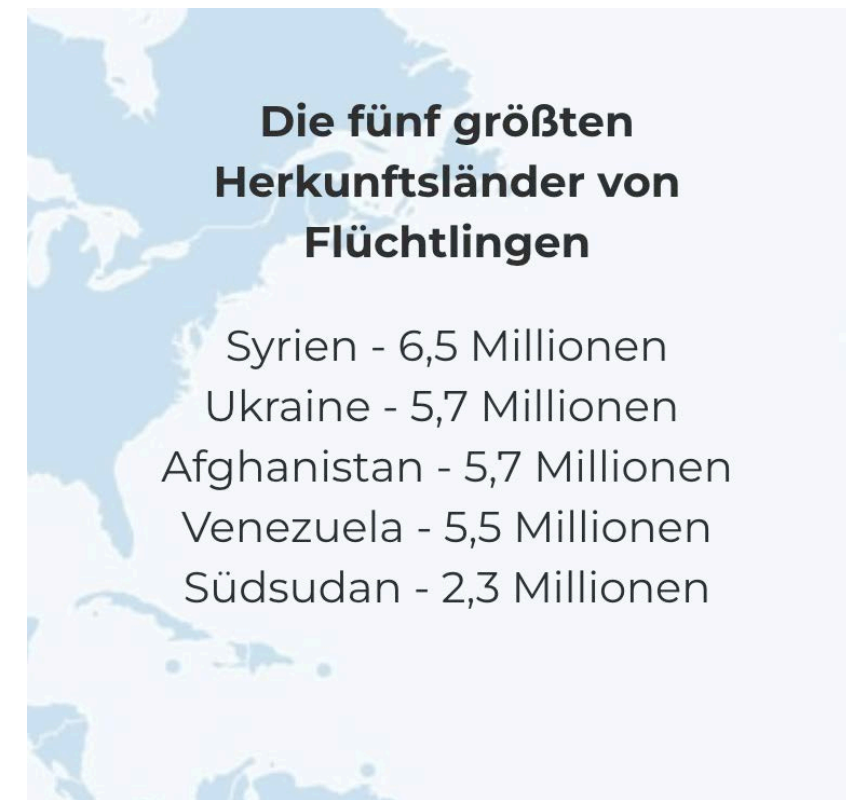 Die fünf größten
Herkunftsländer von
Flüchtlingen
Syrien - 6,5 Millionen
Ukraine - 5,7 Millionen
Afghanistan - 5,7 Millionen
Venezuela - 5,5 Millionen
Südsudan - 2,3 Millionen